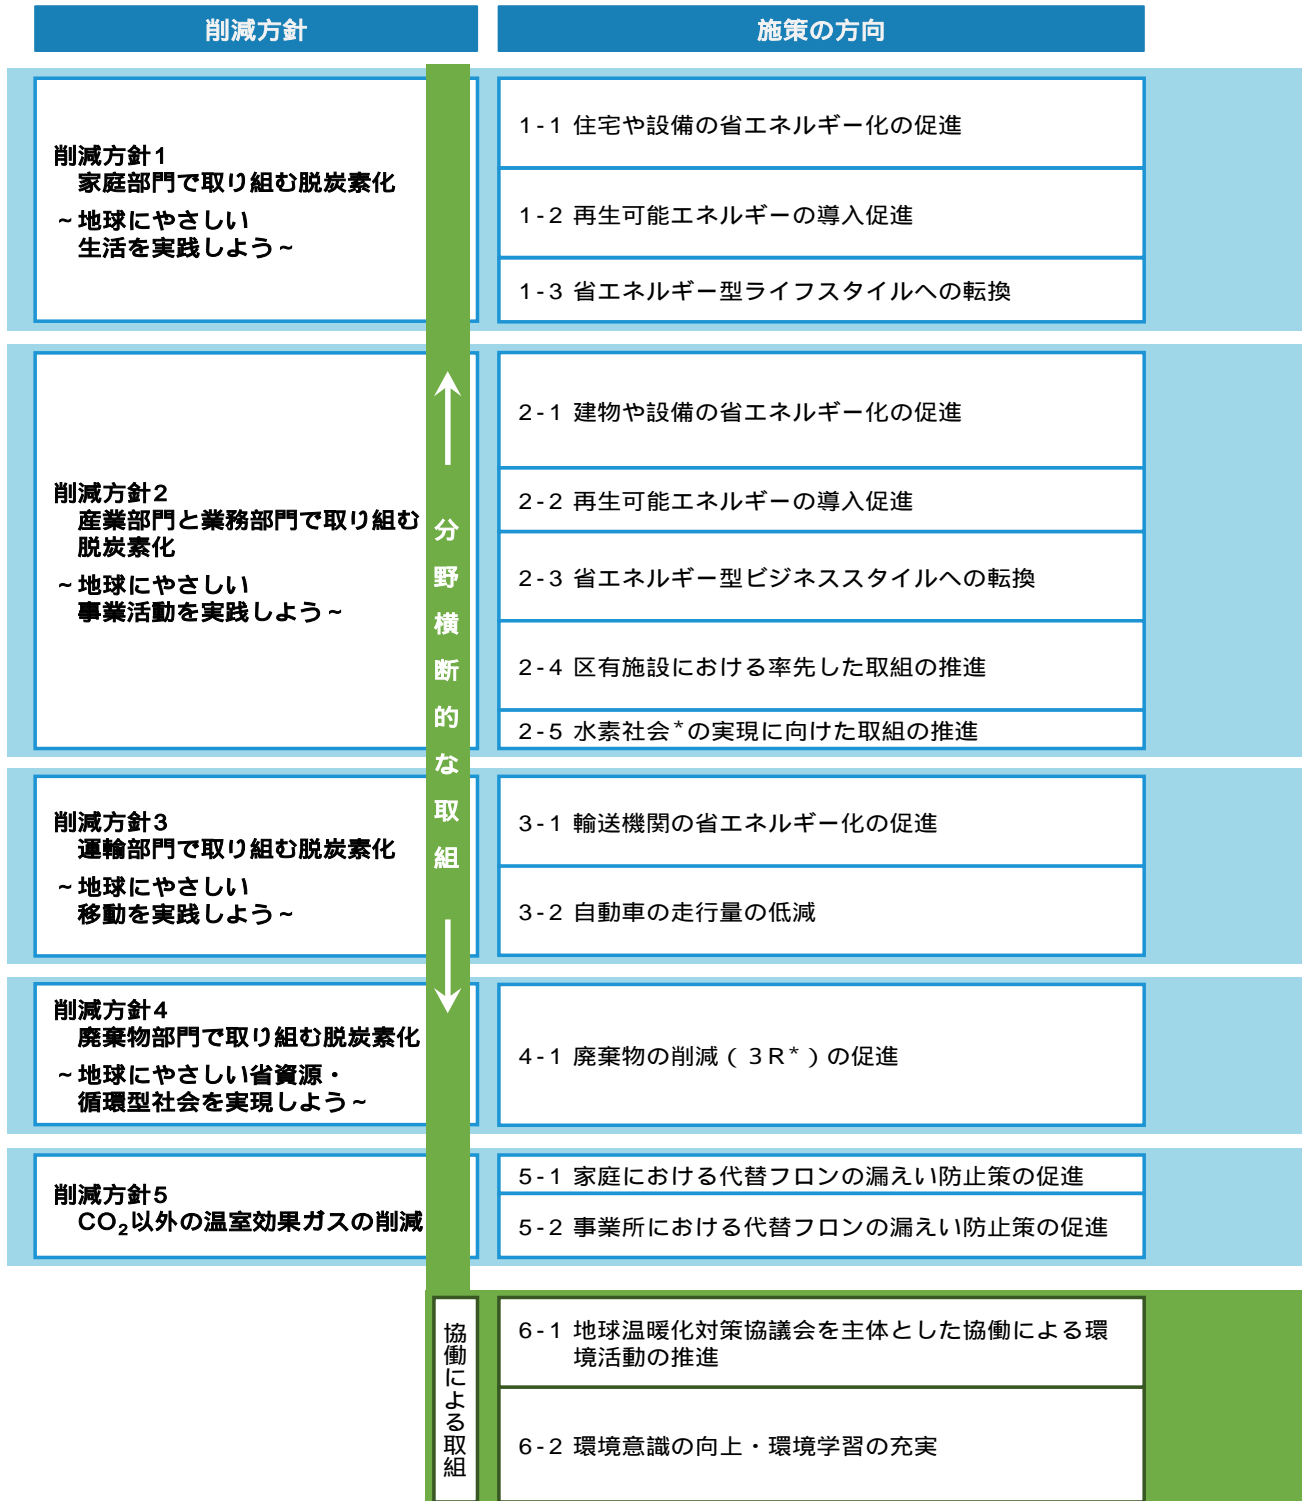 削減方針
施策の方向
削減方針1
家庭部門で取り組む脱炭素化
~地球にやさしい
生活を実践しよう~
1-1 住宅や設備の省エネルギー化の促進
1-2 再生可能エネルギーの導入促進
1-3 省エネルギー型ライフスタイルへの転換
削減方針2
産業部門と業務部門で取り組む
脱炭素化
~地球にやさしい
事業活動を実践しよう~
2-1 建物や設備の省エネルギー化の促進
2-2 再生可能エネルギーの導入促進
2-3 省エネルギー型ビジネススタイルへの転換
2-4 区有施設における率先した取組の推進
2-5 水素社会*の実現に向けた取組の推進
分野横断的な取組
削減方針3
運輸部門で取り組む脱炭素化
~地球にやさしい
移動を実践しよう~
3-1 輸送機関の省エネルギー化の促進
3-2 自動車の走行量の低減
削減方針4
廃棄物部門で取り組む脱炭素化
~地球にやさしい省資源・
循環型社会を実現しよう~
4-1 廃棄物の削減(3R*)の促進
削減方針5
CO₂以外の温室効果ガスの削減
5-1 家庭における代替フロンの漏えい防止策の促進
5-2 事業所における代替フロンの漏えい防止策の促進
協働による取組
6-1 地球温暖化対策協議会を主体とした協働による環
境活動の推進
6-2 環境意識の向上・環境学習の充実